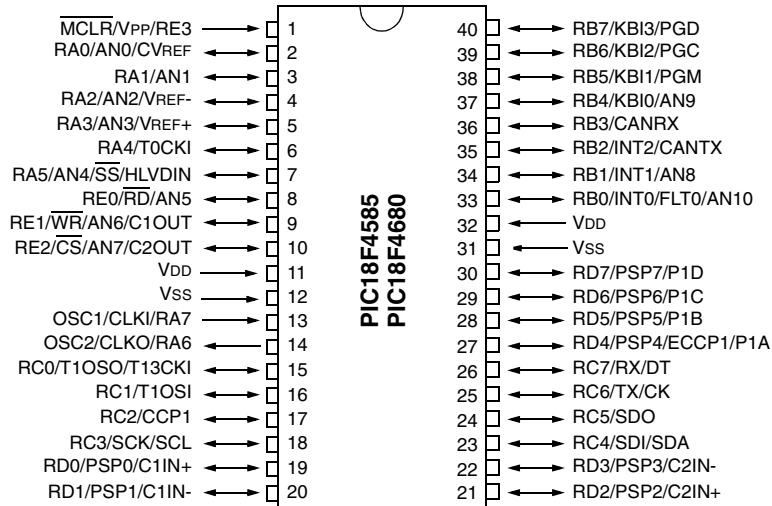 MCLR/VPP/RE3 1
RA0/AN0/CVREF 2
RA1/AN1 3
RA2/AN2/VREF- 4
RA3/AN3/VREF+ 5
RA4/T0CKI 6
RA5/AN4/SS/HLVDIN 7
RE0/RD/AN5 8
RE1/WR/AN6/C1OUT 9
RE2/CS/AN7/C2OUT 10
VDD 11
VSS 12
OSC1/CLKI/RA7 13
OSC2/CLKO/RA6 14
RC0/T1OSO/T13CKI 15
RC1/T1OSI 16
RC2/CCP1 17
RC3/SCK/SCL 18
RD0/PSP0/C1IN+ 19
RD1/PSP1/C1IN- 20
PIC18F4585
PIC18F4680
40 RB7/KBI3/PGD
39 RB6/KBI2/PGC
38 RB5/KBI1/PGM
37 RB4/KBI0/AN9
36 RB3/CANRX
35 RB2/INT2/CANTX
34 RB1/INT1/AN8
33 RB0/INT0/FLT0/AN10
32 VDD
31 VSS
30 RD7/PSP7/P1D
29 RD6/PSP6/P1C
28 RD5/PSP5/P1B
27 RD4/PSP4/ECCP1/P1A
26 RC7/RX/DT
25 RC6/TX/CK
24 RC5/SDO
23 RC4/SDI/SDA
22 RD3/PSP3/C2IN-
21 RD2/PSP2/C2IN+